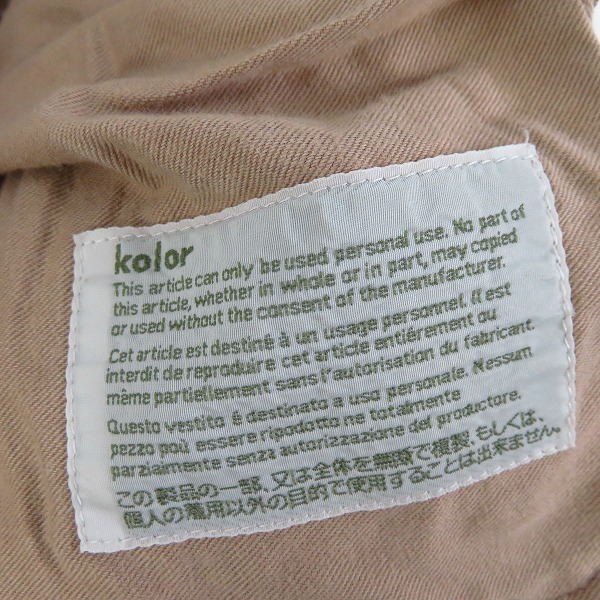 kolor
This article can only be used personal use. No part of
this article, whether in whole or in part, may copied
or used without the consent of the manufacturer.
Cet article est destiné à un usage personnel. Il est
interdit de reproduire cet article entiérement ou
même partiellement sans l'autorisation du fabricant.
Questo vestito é destinato a uso personale. Nessum
pezzo poù essere ripodotto ne totalmente
parzialmente senza autorizzazione del productore.
この製品の一部、又は全体を無断で複製、もしくは、
個人の着用以外の目的で使用することは出来ません。